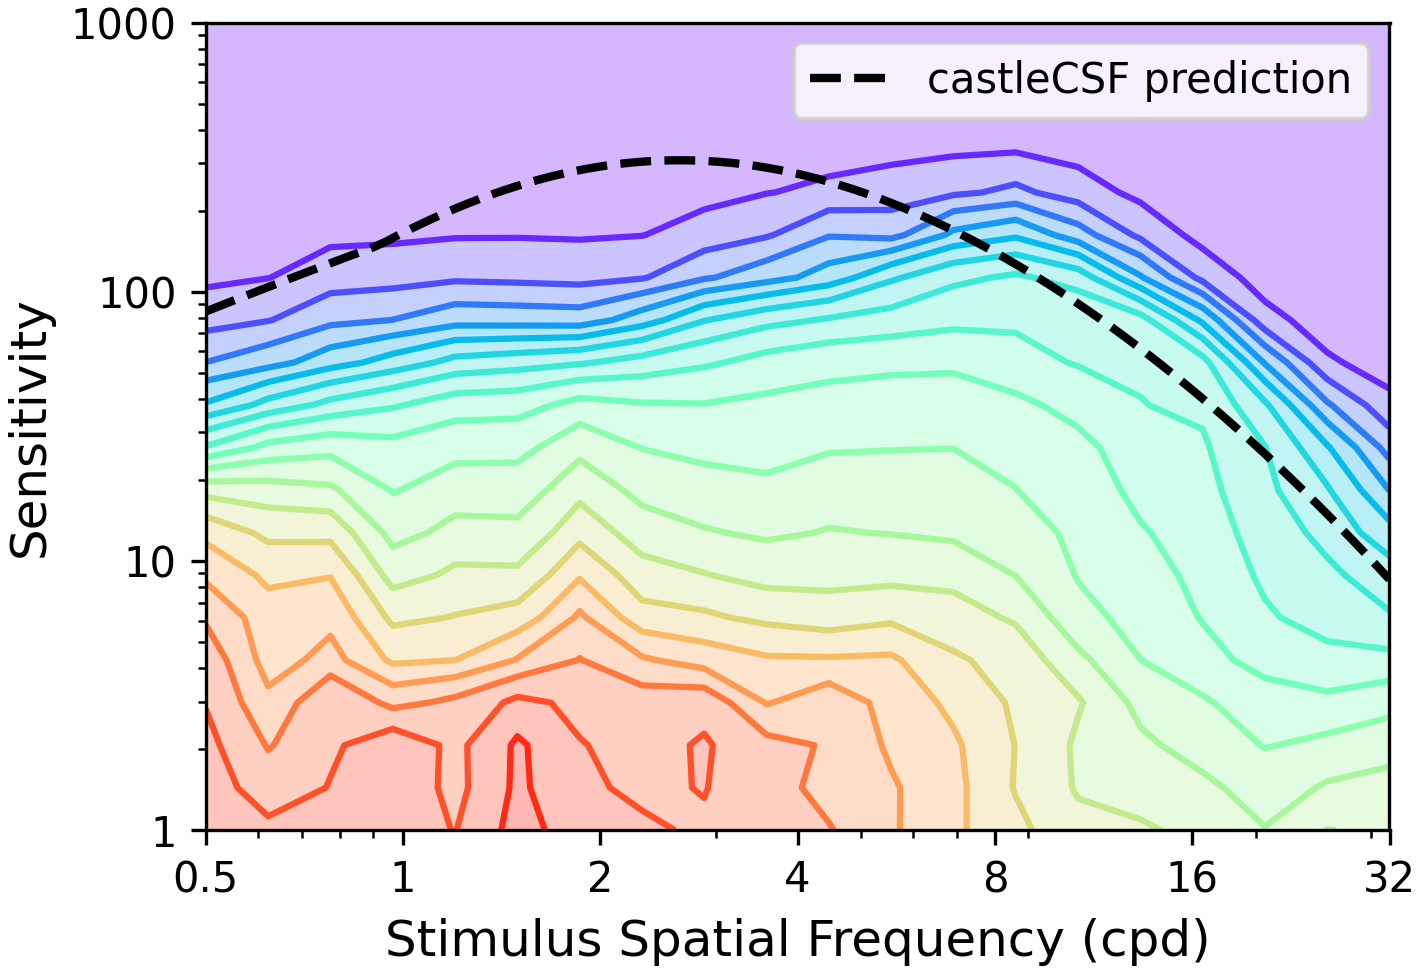 1000
castleCSF prediction
100
Sensitivity
10
1
0.5 1 2 4 8 16 32
Stimulus Spatial Frequency (cpd)